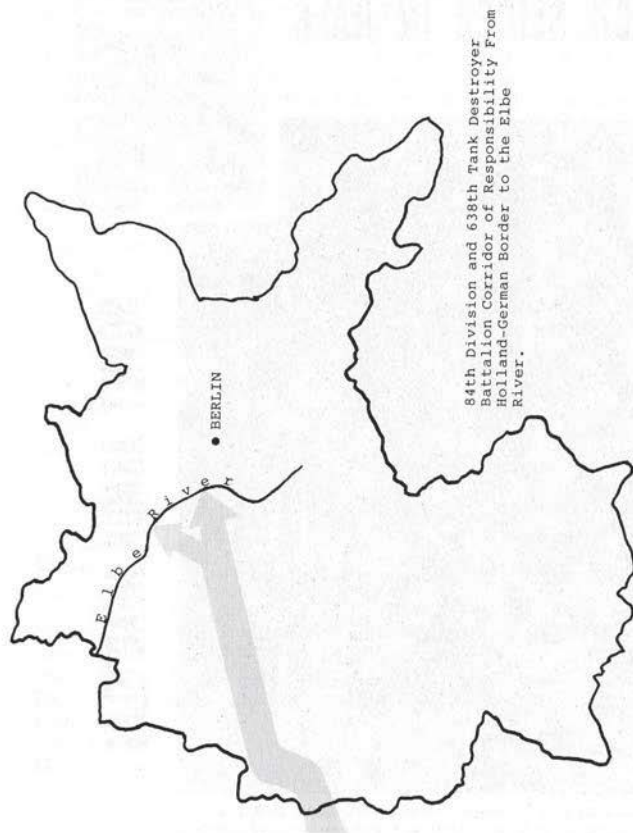 Elbe River
BERLIN
84th Division and 638th Tank Destroyer
Battalion Corridor of Responsibility From
Holland-German Border to the Elbe
River.